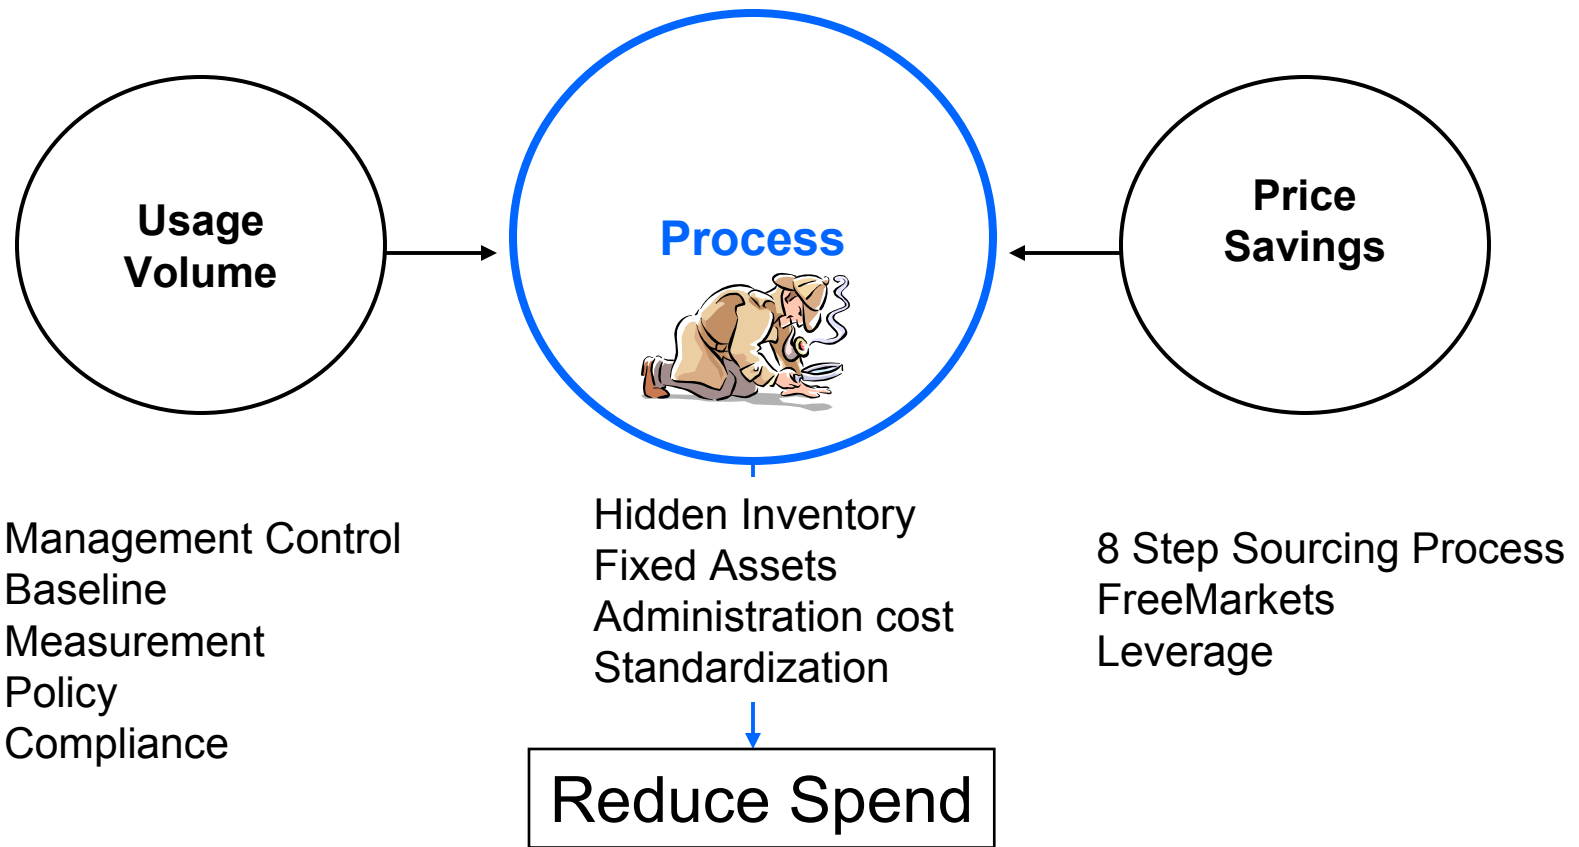 Usage
Volume
Process
Price
Savings
Management Control
Baseline
Measurement
Policy
Compliance
Hidden Inventory
Fixed Assets
Administration cost
Standardization
8 Step Sourcing Process
FreeMarkets
Leverage
Reduce Spend